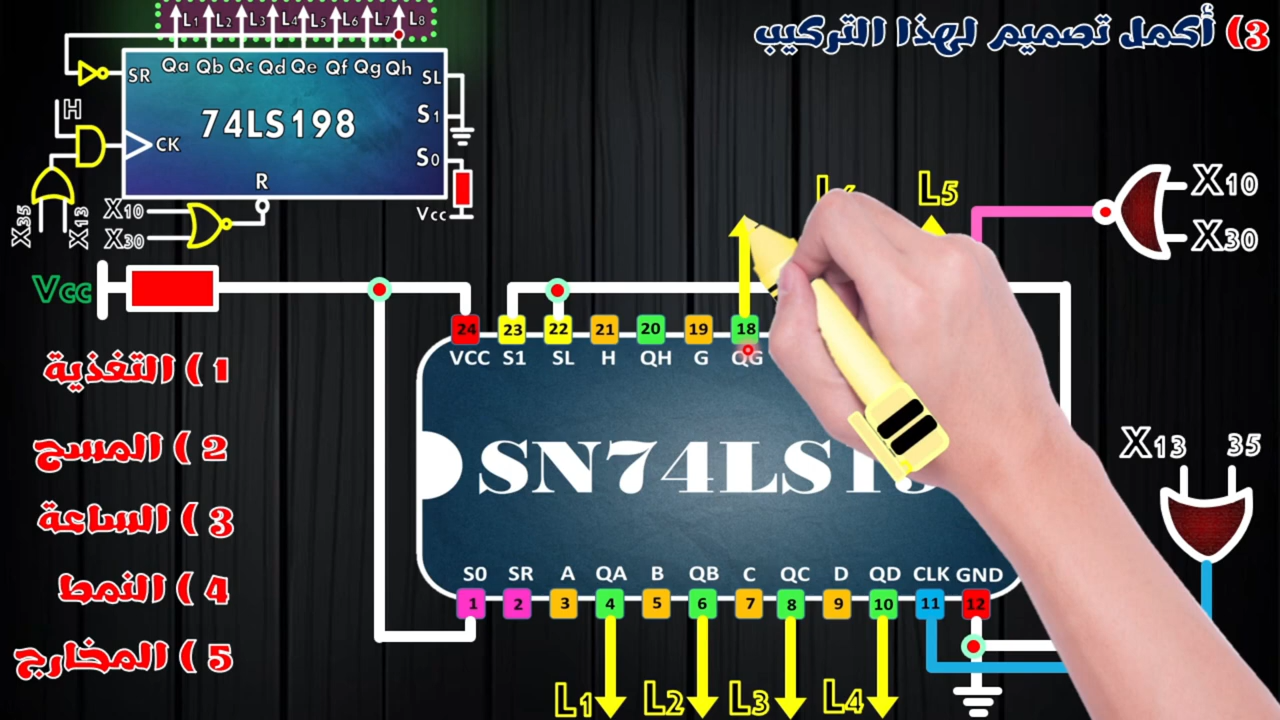 3) أكمل تصميم لهذا التركيب
L1 L2 L3 L4 L5 L6 L7 L8
SR Qa Qb Qc Qd Qe Qf Qg Qh SL
H
74LS198
S1
CK
S0
R
X35 X13
X10
X30
Vcc
L5
X10
X30
Vcc
24 23 22 21 20 19 18
VCC S1 SL H QH G QG
1 ) التغذية
2 ) المسح
3 ) الساعة
4 ) النمط
5 ) المخارج
X13 35
S0 SR A QA B QB C QC D QD CLK GND
1 2 3 4 5 6 7 8 9 10 11 12
L1 L2 L3 L4